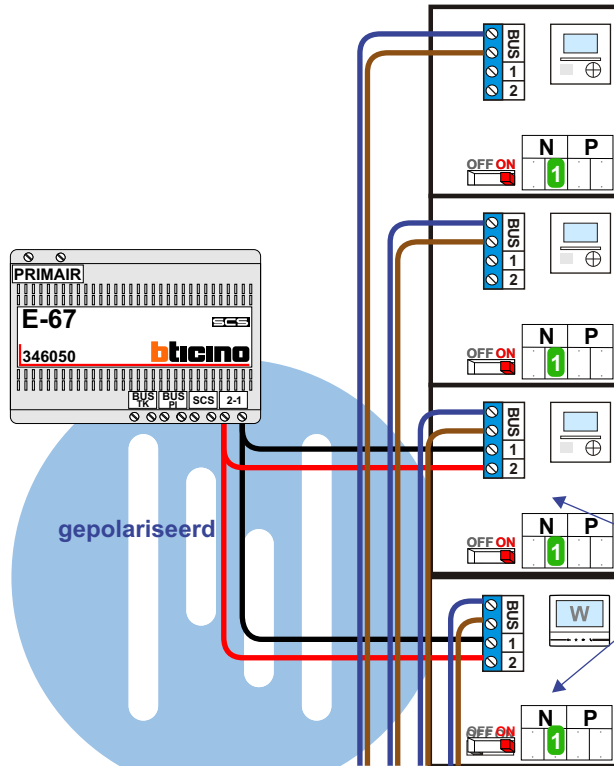 BUS
1
2
N P
OFF ON
1
BUS
1
2
N P
OFF ON
1
PRIMAIR
E-67
SCS
346050
bticino
BUS TK
BUS PI
SCS
2-1
BUS
1
2
gepolariseerd
N P
OFF ON
1
BUS
1
2
W
N P
OFF ON
1